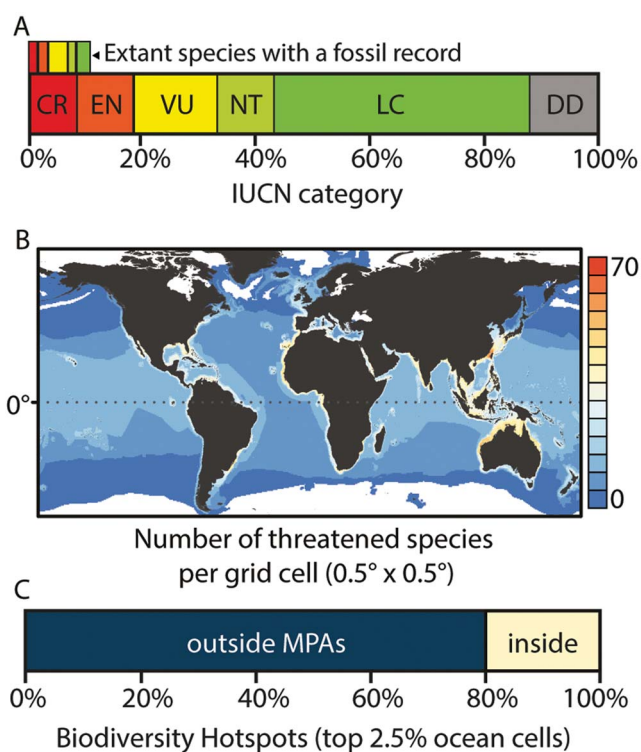 A
Extant species with a fossil record
CR EN VU NT LC DD
0% 20% 40% 60% 80% 100%
IUCN category
B
70
0°
0
Number of threatened species
per grid cell (0.5° x 0.5°)
C
outside MPAs inside
0% 20% 40% 60% 80% 100%
Biodiversity Hotspots (top 2.5% ocean cells)